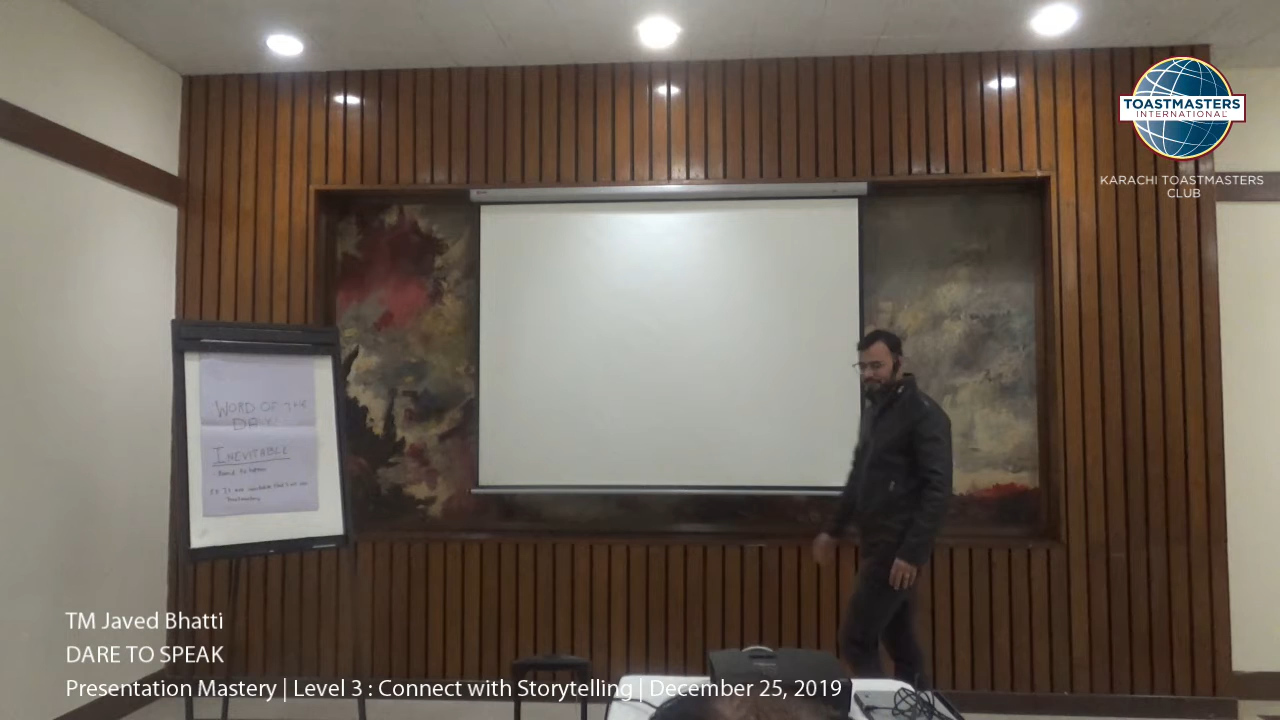 TOASTMASTERS
INTERNATIONAL
KARACHI TOASTMASTERS
CLUB
WORD OF THE
DAY:
INEVITABLE
TM Javed Bhatti
DARE TO SPEAK
Presentation Mastery | Level 3 : Connect with Storytelling | December 25, 2019